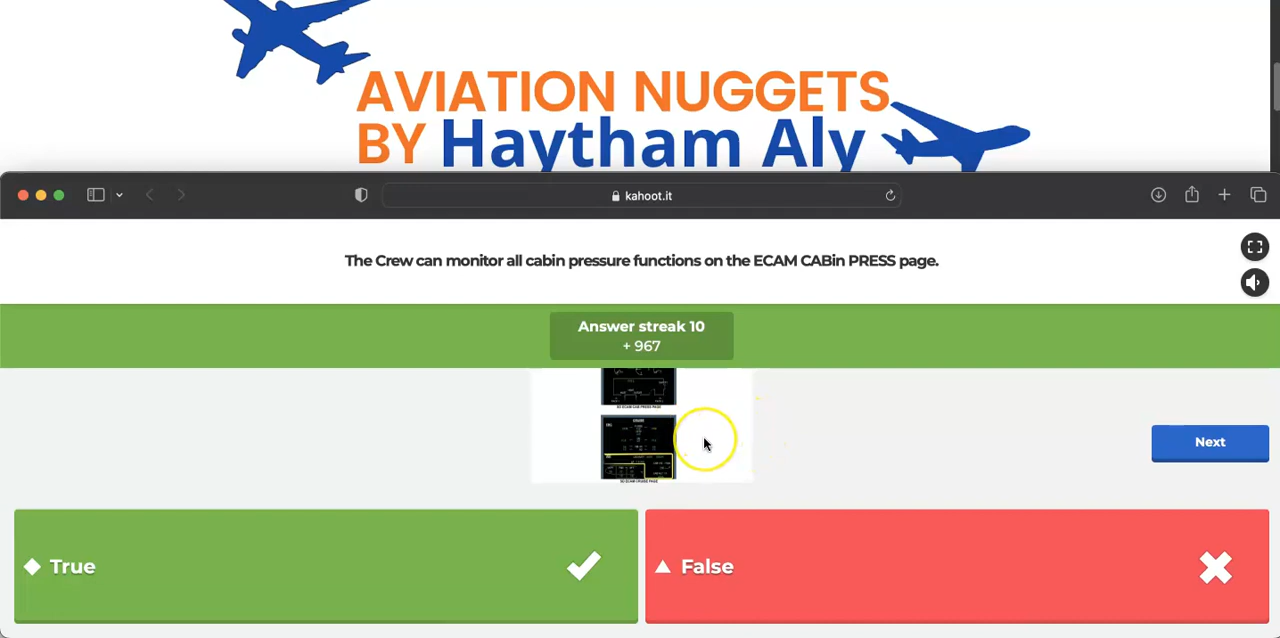 AVIATION NUGGETS
BY Haytham Aly
kahoot.it
The Crew can monitor all cabin pressure functions on the ECAM CABin PRESS page.
Answer streak 10
+ 967
Next
True
False